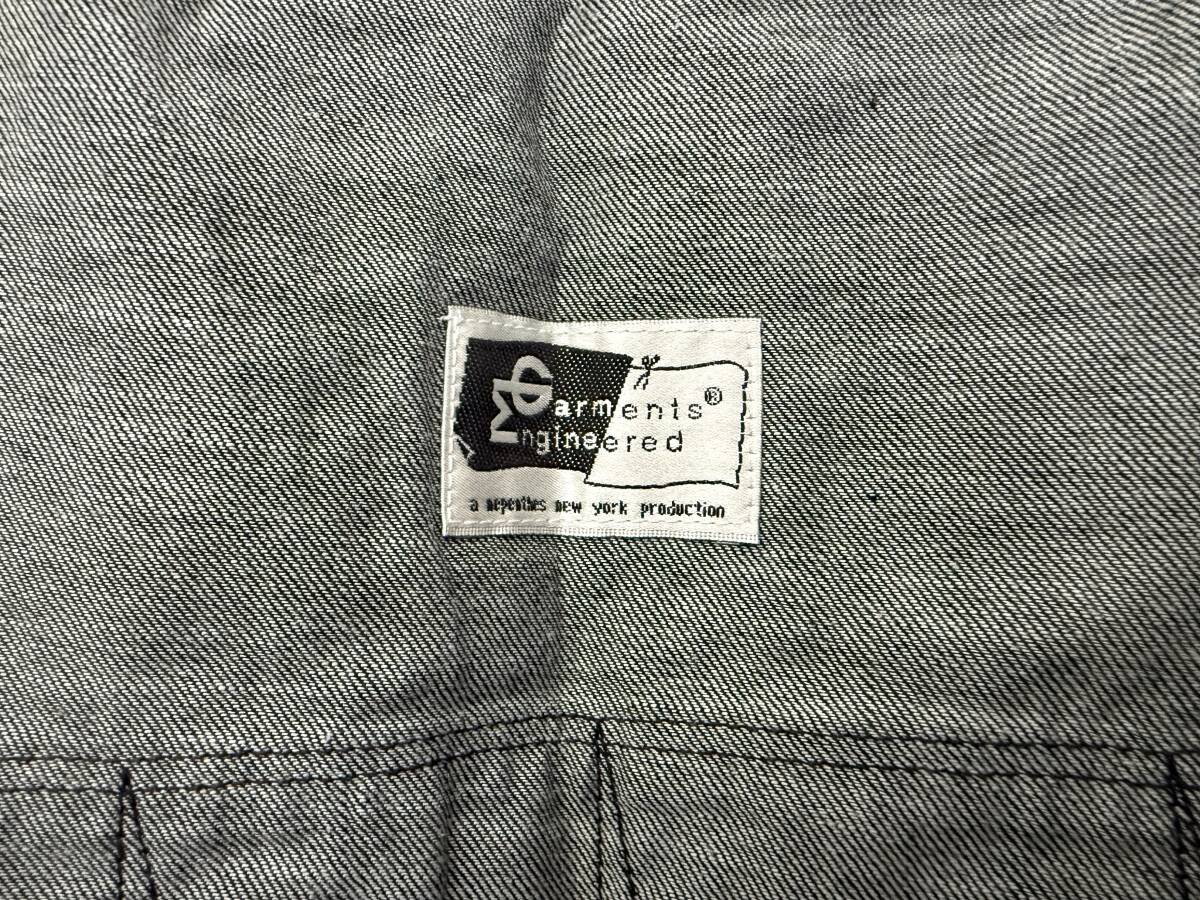 Garments®
Engineered
a nepenthes new york production